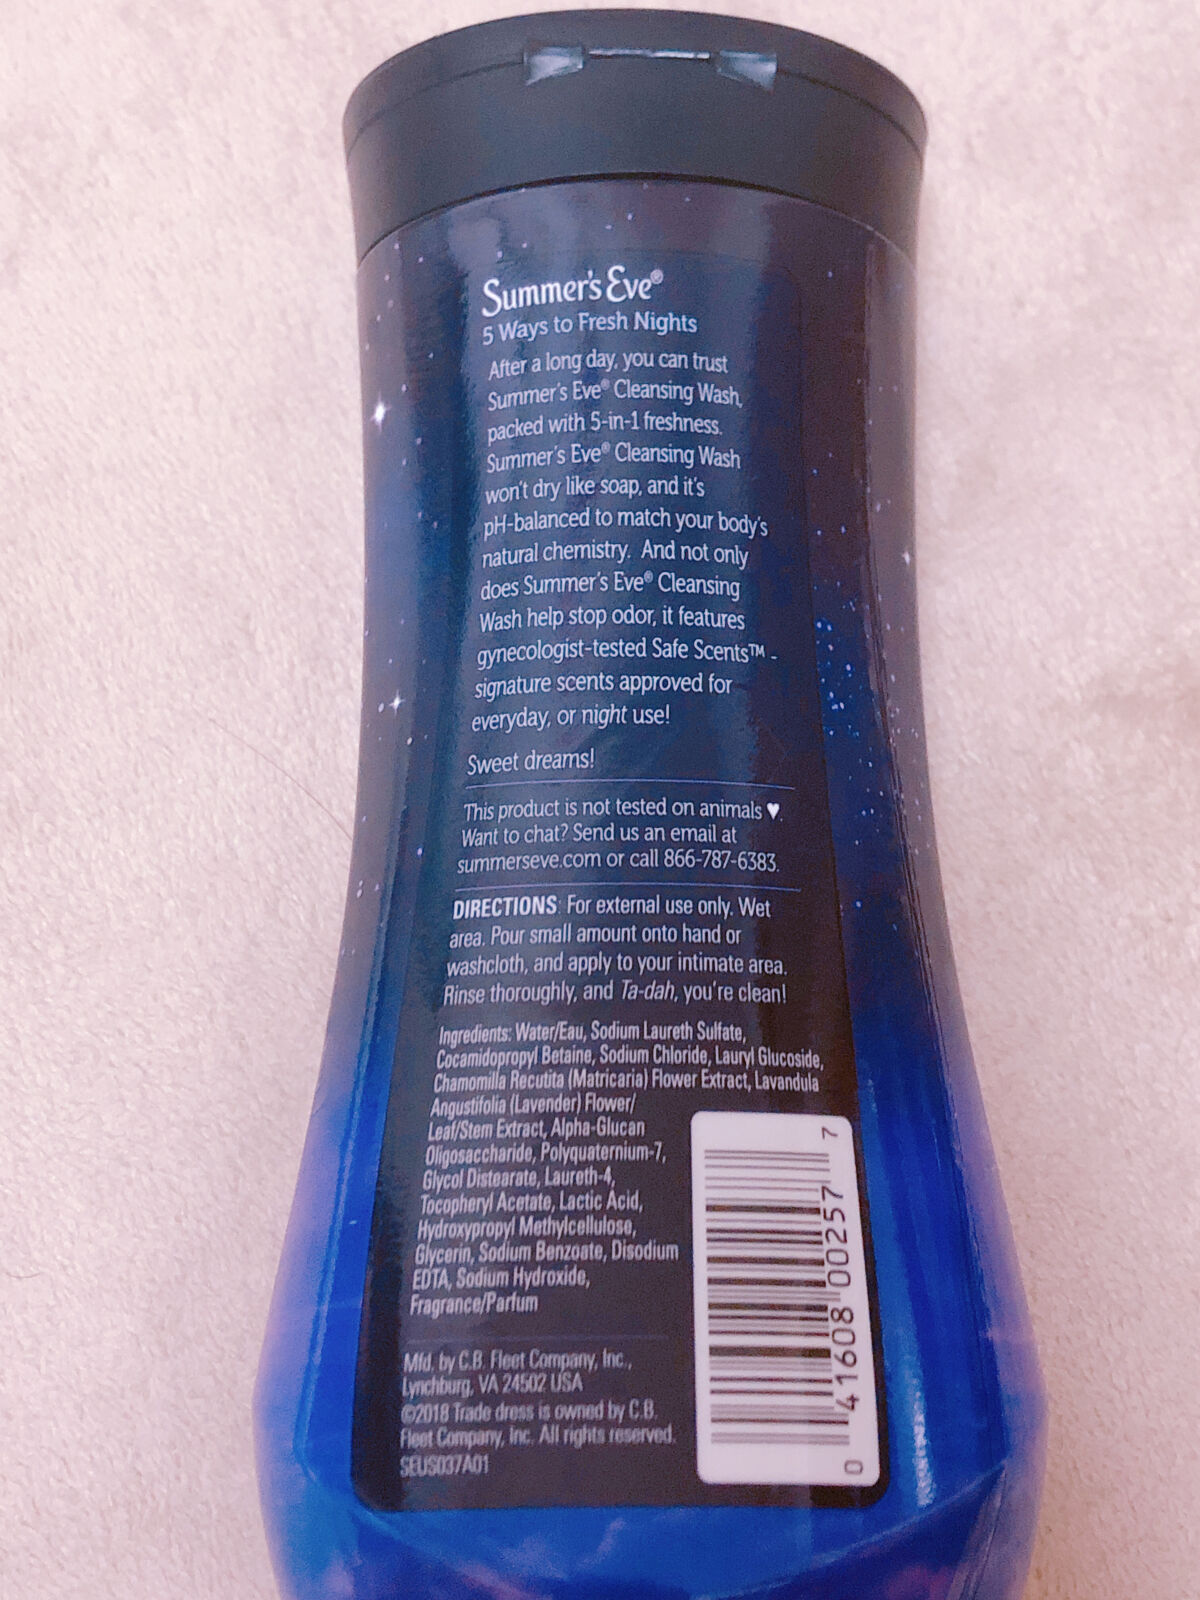 Summer's Eve®
5 Ways to Fresh Nights
After a long day, you can trust
Summer's Eve® Cleansing Wash,
packed with 5-in-1 freshness.
Summer's Eve® Cleansing Wash
won't dry like soap, and it's
pH-balanced to match your body's
natural chemistry. And not only
does Summer's Eve® Cleansing
Wash help stop odor, it features
gynecologist-tested Safe Scents™ -
signature scents approved for
everyday, or night use!
Sweet dreams!
This product is not tested on animals ♥.
Want to chat? Send us an email at
summerseve.com or call 866-787-6383.
DIRECTIONS: For external use only. Wet
area. Pour small amount onto hand or
washcloth, and apply to your intimate area.
Rinse thoroughly, and Ta-dah, you're clean!
Ingredients: Water/Eau, Sodium Laureth Sulfate,
Cocamidopropyl Betaine, Sodium Chloride, Lauryl Glucoside,
Chamomilla Recutita (Matricaria) Flower Extract, Lavandula
Angustifolia (Lavender) Flower/
Leaf/Stem Extract, Alpha-Glucan
Oligosaccharide, Polyquaternium-7,
Glycol Distearate, Laureth-4,
Tocopheryl Acetate, Lactic Acid,
Hydroxypropyl Methylcellulose,
Glycerin, Sodium Benzoate, Disodium
EDTA, Sodium Hydroxide,
Fragrance/Parfum
Mfd. by C.B. Fleet Company, Inc.,
Lynchburg, VA 24502 USA
©2018 Trade dress is owned by C.B.
Fleet Company, Inc. All rights reserved.
SEUS037A01
0 41608 00257 7